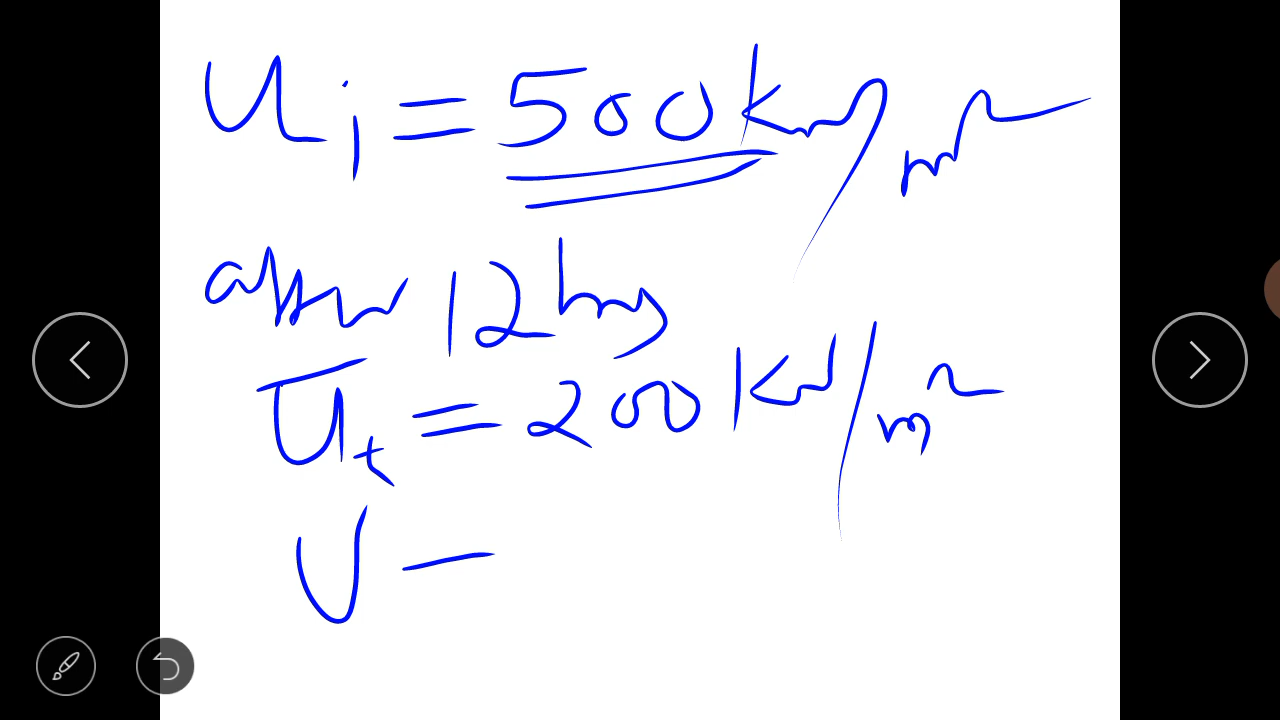 Ui = 500 kN/m²
after 12 hrs
Ut = 200 kN/m²
U —